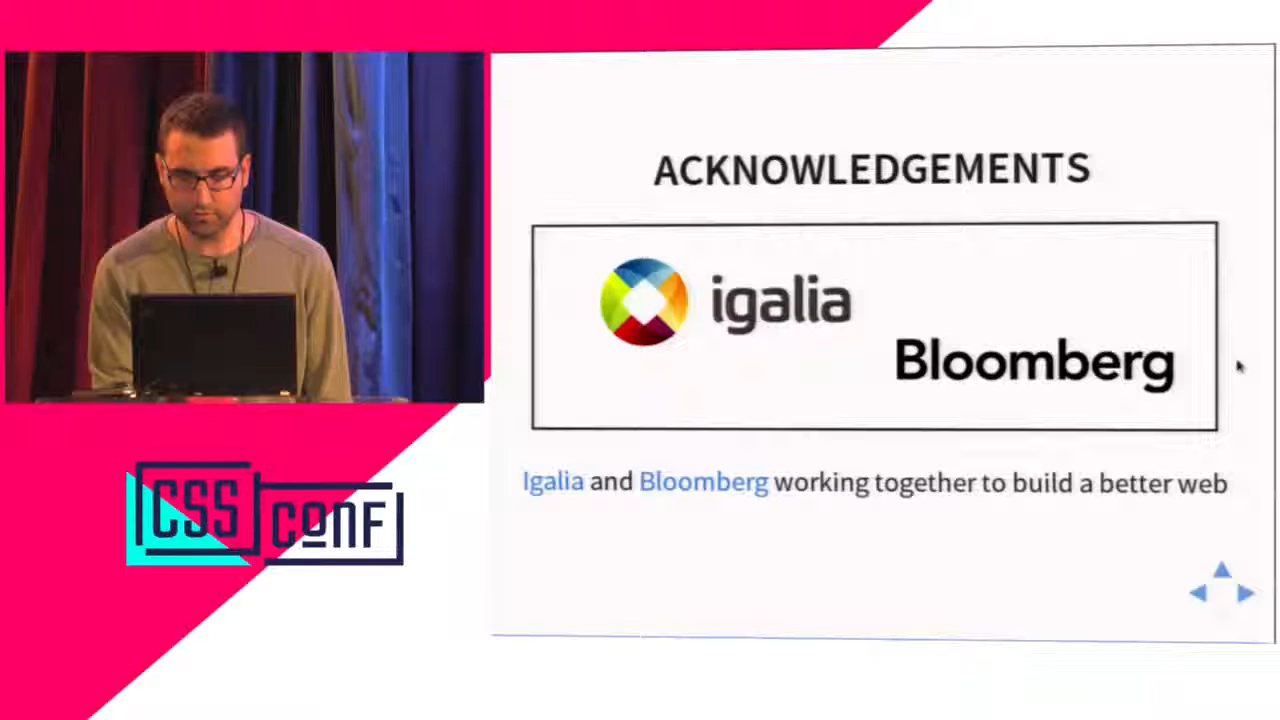 ACKNOWLEDGEMENTS
igalia
Bloomberg
Igalia and Bloomberg working together to build a better web
CSS
CONF